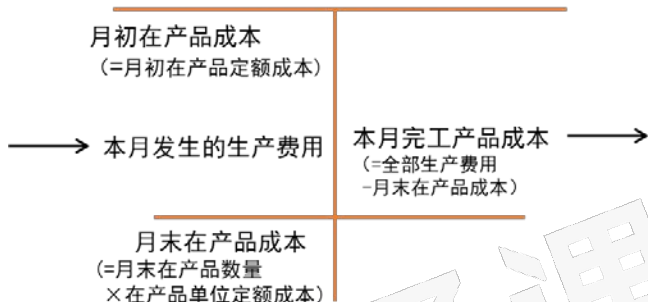 月初在产品成本
(=月初在产品定额成本)
本月发生的生产费用
本月完工产品成本
(=全部生产费用
-月末在产品成本)
月末在产品成本
(=月末在产品数量
×在产品单位定额成本)